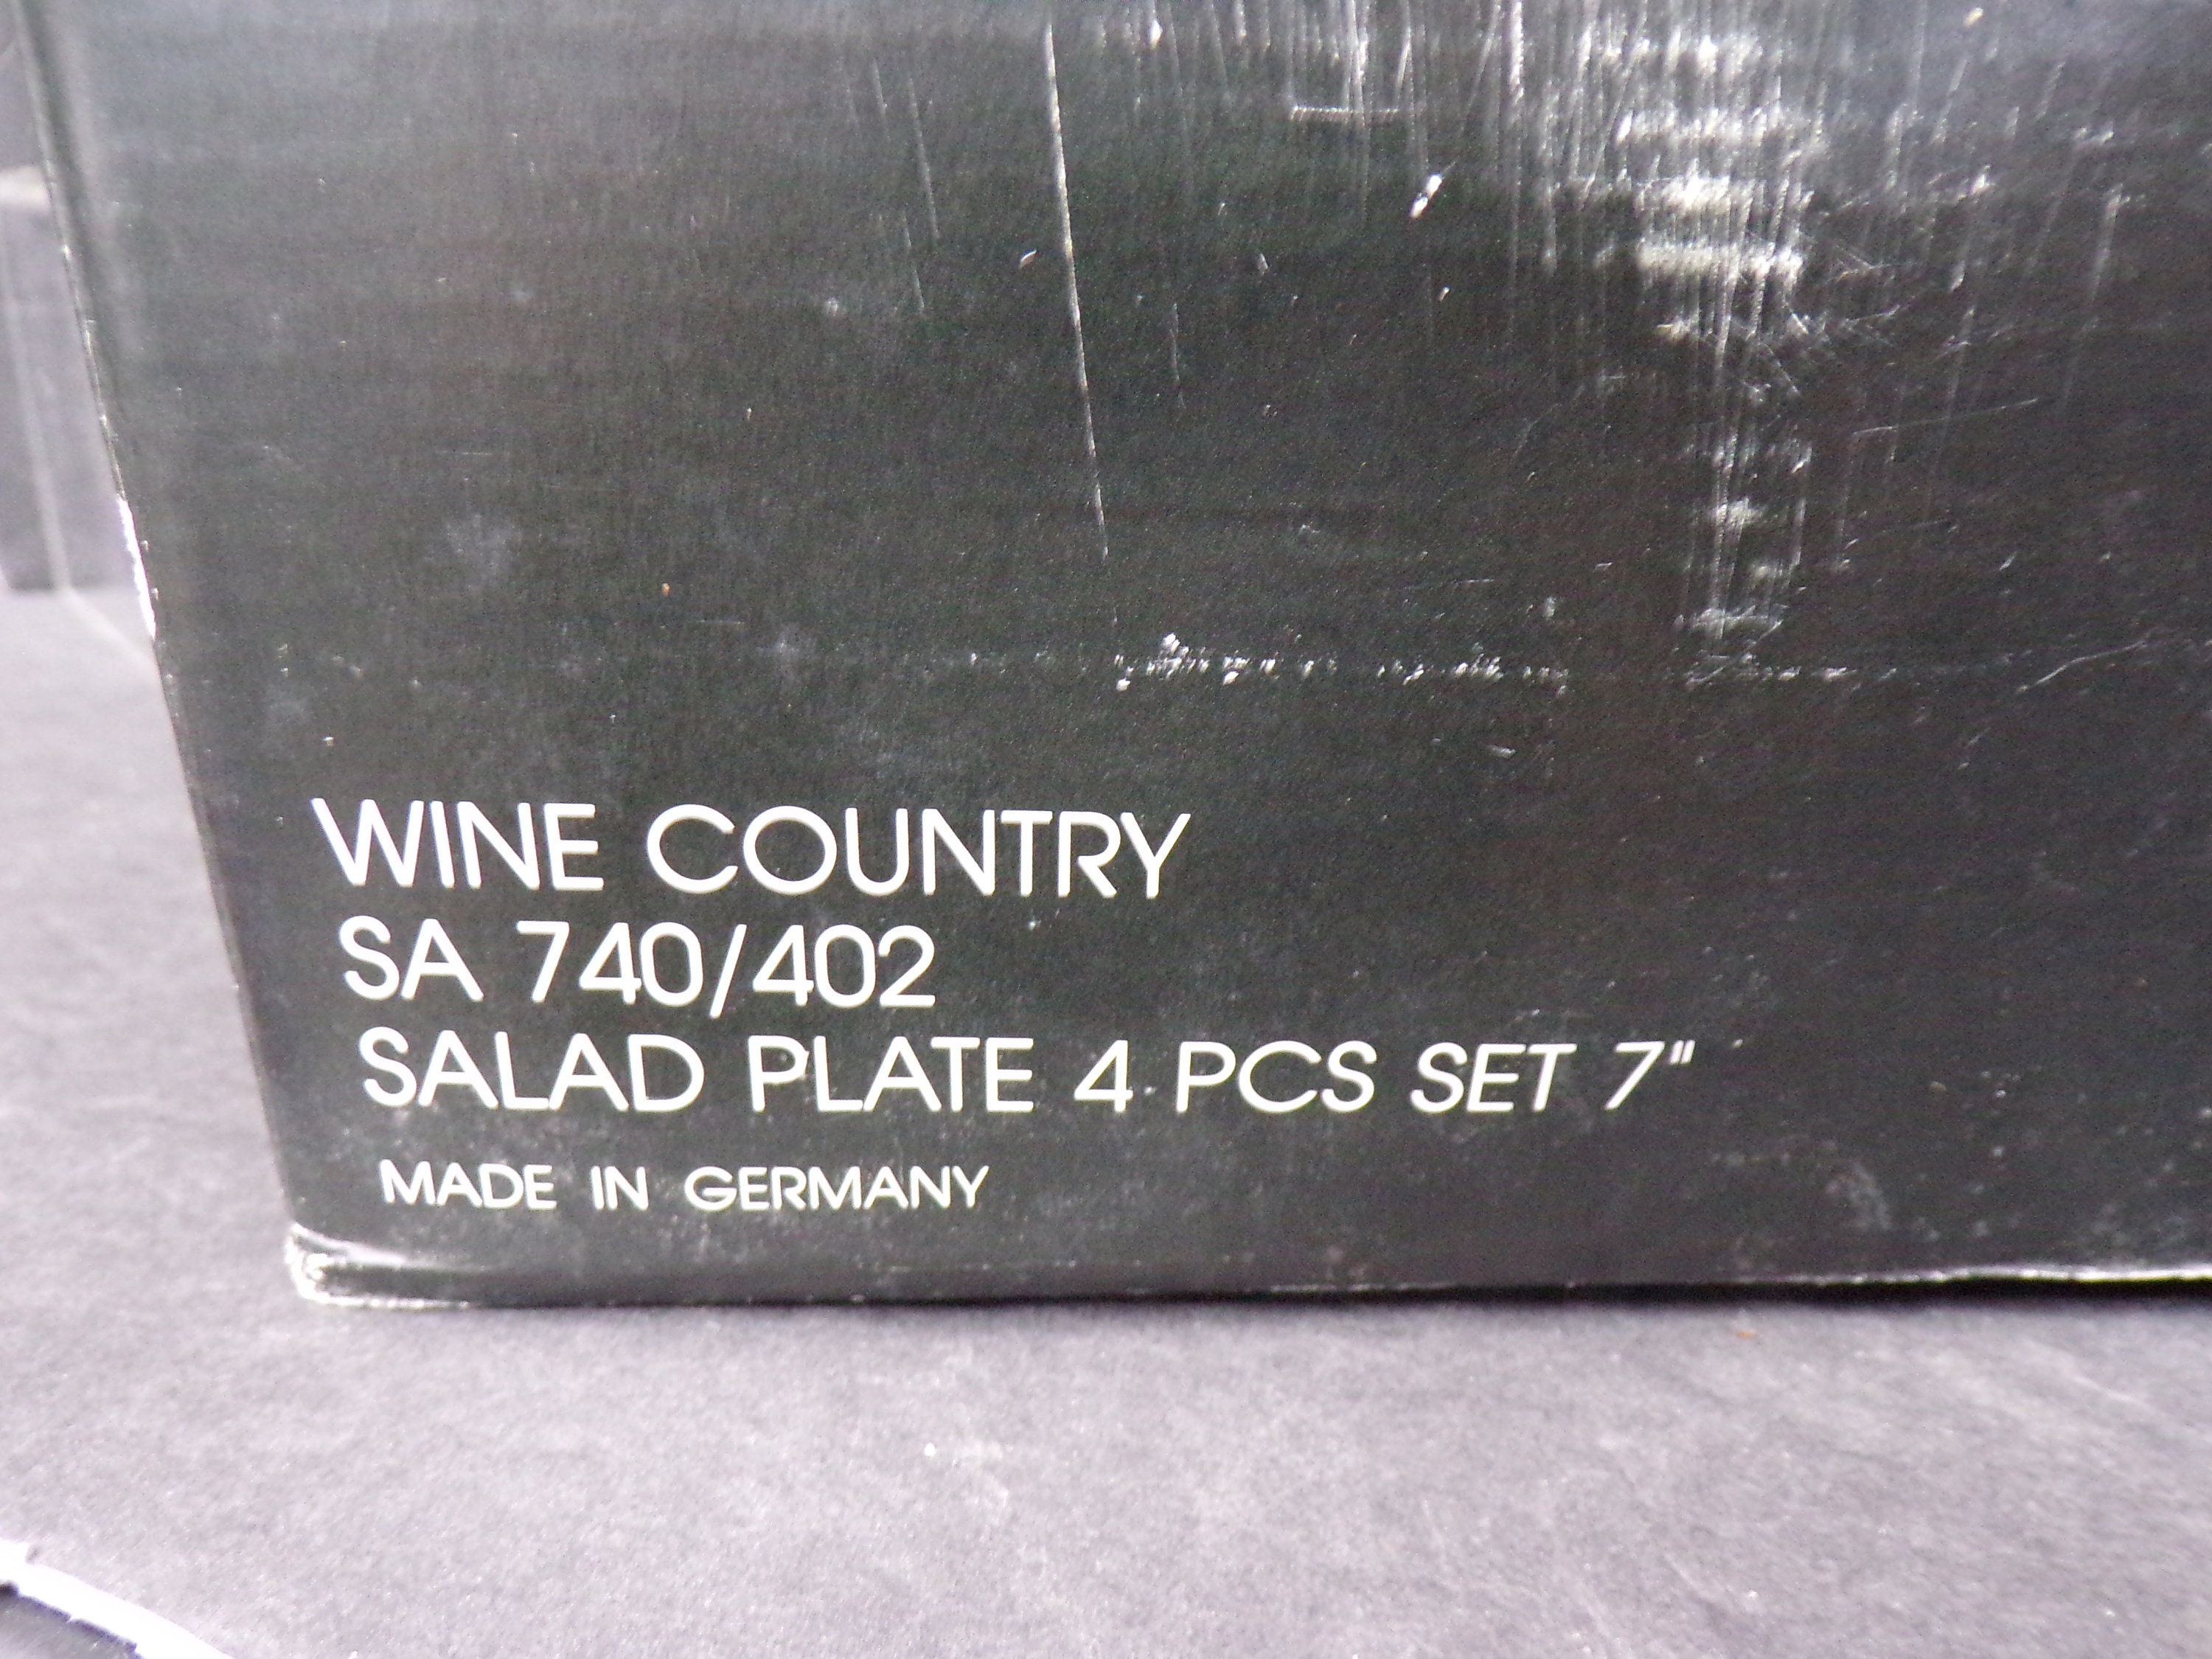 WINE COUNTRY
SA 740/402
SALAD PLATE 4 PCS SET 7"
MADE IN GERMANY